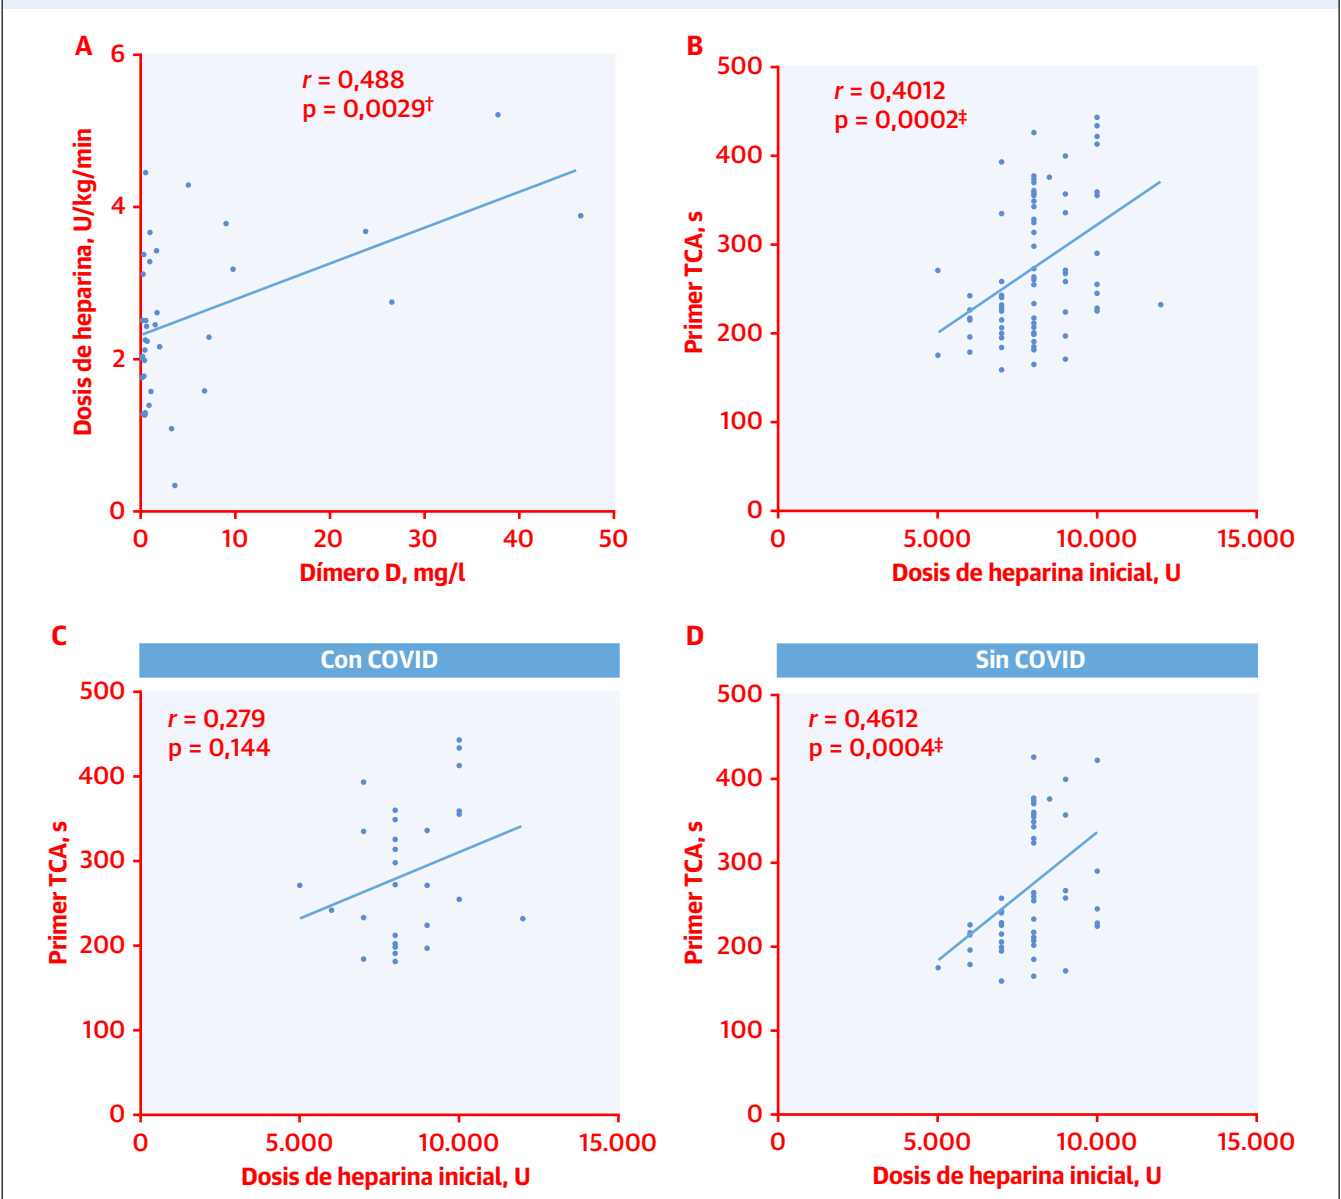 A
r = 0,488
p = 0,0029†
Dosis de heparina, U/kg/min
6
4
2
0
0 10 20 30 40 50
Dímero D, mg/l
B
r = 0,4012
p = 0,0002‡
Primer TCA, s
500
400
300
200
100
0
0 5.000 10.000 15.000
Dosis de heparina inicial, U
C
Con COVID
r = 0,279
p = 0,144
Primer TCA, s
500
400
300
200
100
0
0 5.000 10.000 15.000
Dosis de heparina inicial, U
D
Sin COVID
r = 0,4612
p = 0,0004‡
Primer TCA, s
500
400
300
200
100
0
0 5.000 10.000 15.000
Dosis de heparina inicial, U